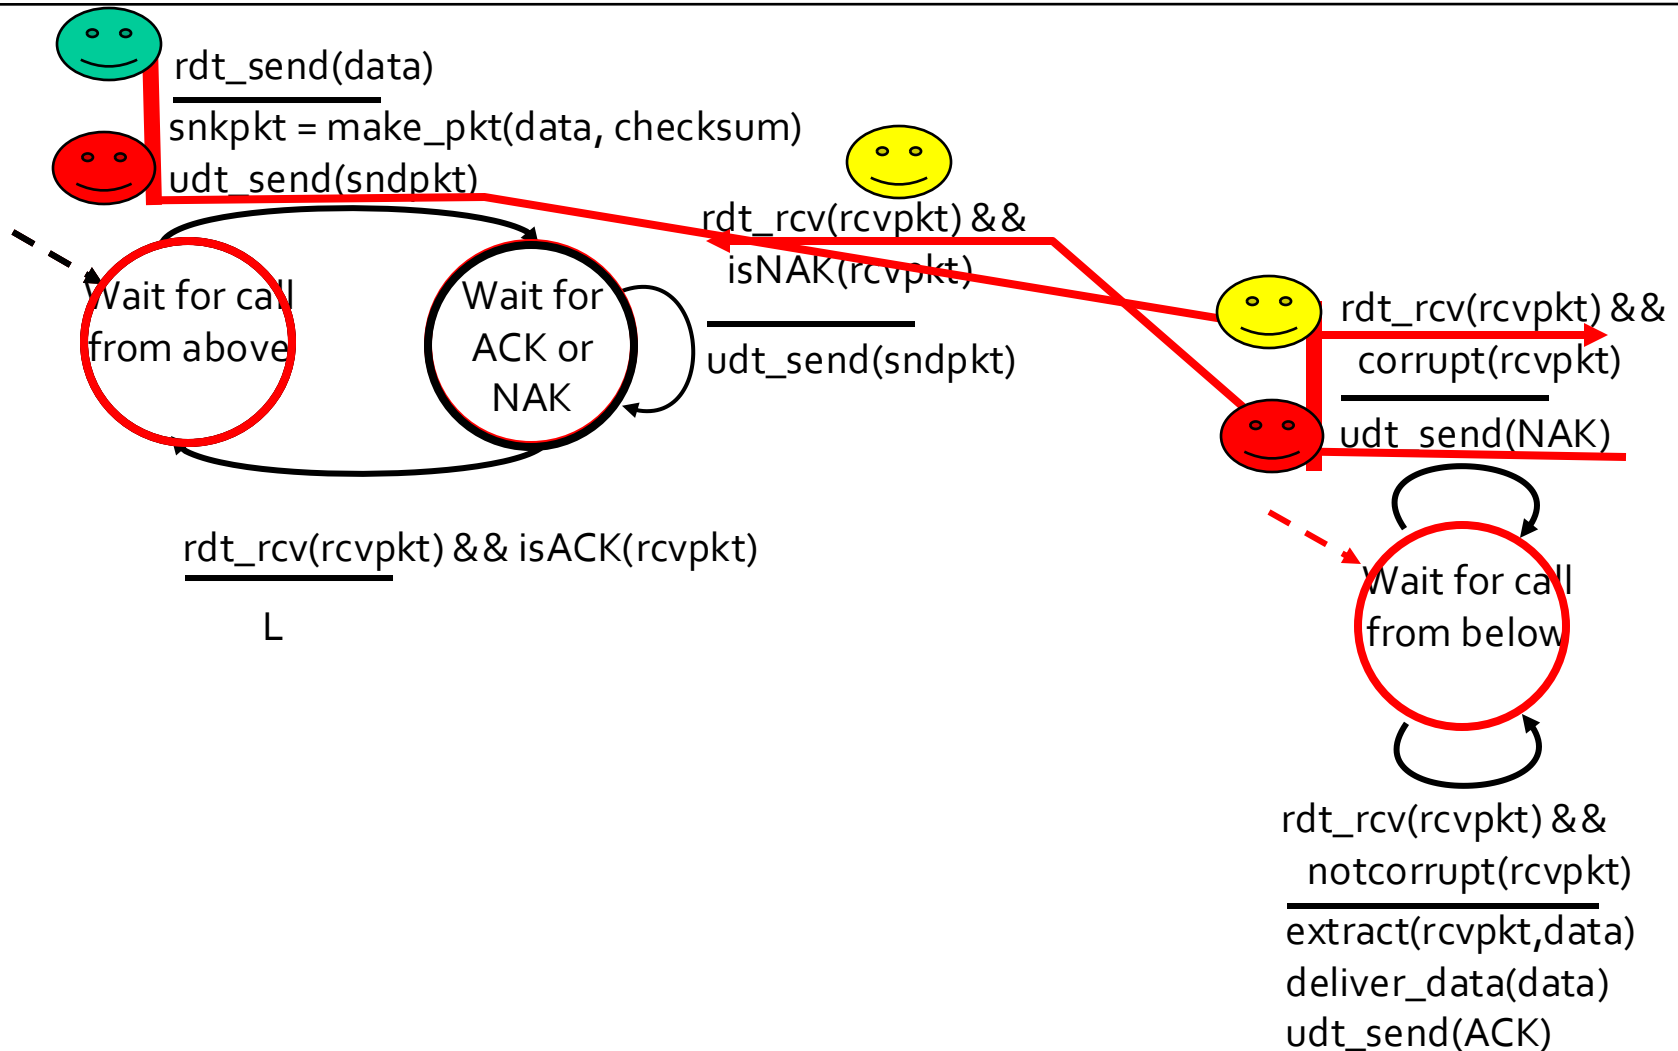 rdt_send(data)
snkpkt = make_pkt(data, checksum)
udt_send(sndpkt)
rdt_rcv(rcvpkt) &&
isNAK(rcvpkt)
udt_send(sndpkt)
Wait for call
from above
Wait for
ACK or
NAK
rdt_rcv(rcvpkt) && isACK(rcvpkt)
L
rdt_rcv(rcvpkt) &&
corrupt(rcvpkt)
udt_send(NAK)
Wait for call
from below
rdt_rcv(rcvpkt) &&
notcorrupt(rcvpkt)
extract(rcvpkt,data)
deliver_data(data)
udt_send(ACK)